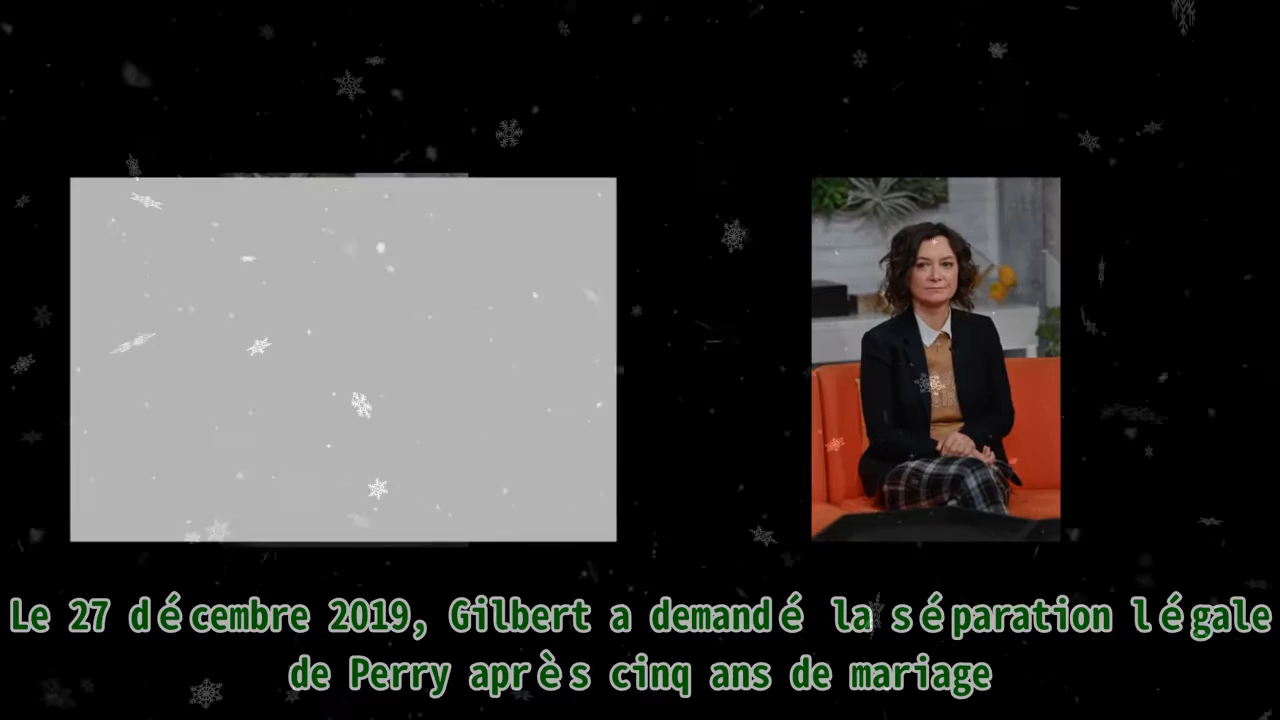 Le 27 décembre 2019, Gilbert a demandé la séparation légale
de Perry après cinq ans de mariage